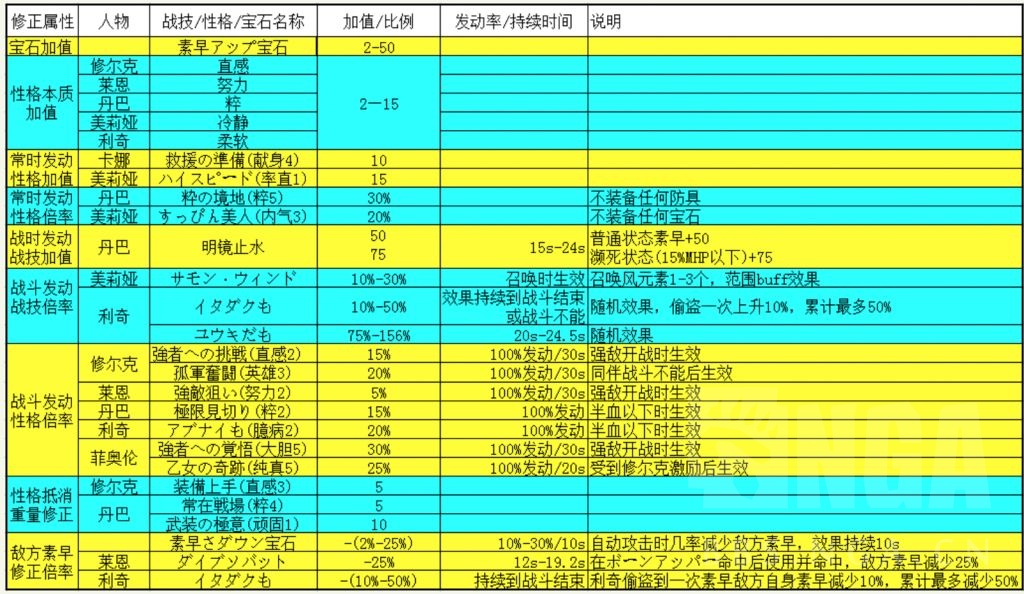 修正属性 人物 战技/性格/宝石名称 加值/比例 发动率/持续时间 说明
宝石加值 素早アップ宝石 2-50
性格本质加值 修尔克 直感 2—15
莱恩 努力
丹巴 粹
美莉娅 冷静
利奇 柔软
常时发动性格加值 卡娜 救援の準備(献身4) 10
美莉娅 ハイスピード(率直1) 15
常时发动性格倍率 丹巴 粋の境地(粹5) 30% 不装备任何防具
美莉娅 すっぴん美人(内气3) 20% 不装备任何宝石
战时发动战技加值 丹巴 明镜止水 50 15s-24s 普通状态素早+50
75 濒死状态(15%MHP以下)+75
战斗发动战技倍率 美莉娅 サモン・ウィンド 10%-30% 召唤时生效 召唤风元素1-3个，范围buff效果
利奇 イタダクも 10%-50% 效果持续到战斗结束或战斗不能 随机效果，偷盗一次上升10%，累计最多50%
ユウキだも 75%-156% 20s-24.5s 随机效果
战斗发动性格倍率 修尔克 強者への挑戦(直感2) 15% 100%发动/30s 强敌开战时生效
孤軍奮闘(英雄3) 20% 100%发动/30s 同伴战斗不能后生效
莱恩 強敵狙い(努力2) 5% 100%发动/30s 强敌开战时生效
丹巴 極限見切り(粹2) 15% 100%发动 半血以下时生效
利奇 アブナイも(臆病2) 20% 100%发动 半血以下时生效
菲奥伦 強者への覚悟(大胆5) 30% 100%发动/30s 强敌开战时生效
乙女の奇跡(纯真5) 25% 100%发动/20s 受到修尔克激励后生效
性格抵消重量修正 修尔克 装備上手(直感3) 5
丹巴 常在戦場(粹4) 5
武装の極意(顽固1) 10
敌方素早修正倍率 素早さダウン宝石 -(2%-25%) 10%-30%/10s 自动攻击时几率减少敌方素早，效果持续10s
莱恩 ダイブソバット -25% 12s-19.2s 在ボーンアッパー命中后使用并命中，敌方素早减少25%
利奇 イタダクも -(10%-50%) 持续到战斗结束 利奇偷盗到一次素早敌方自身素早减少10%，累计最多减少50%
NGA